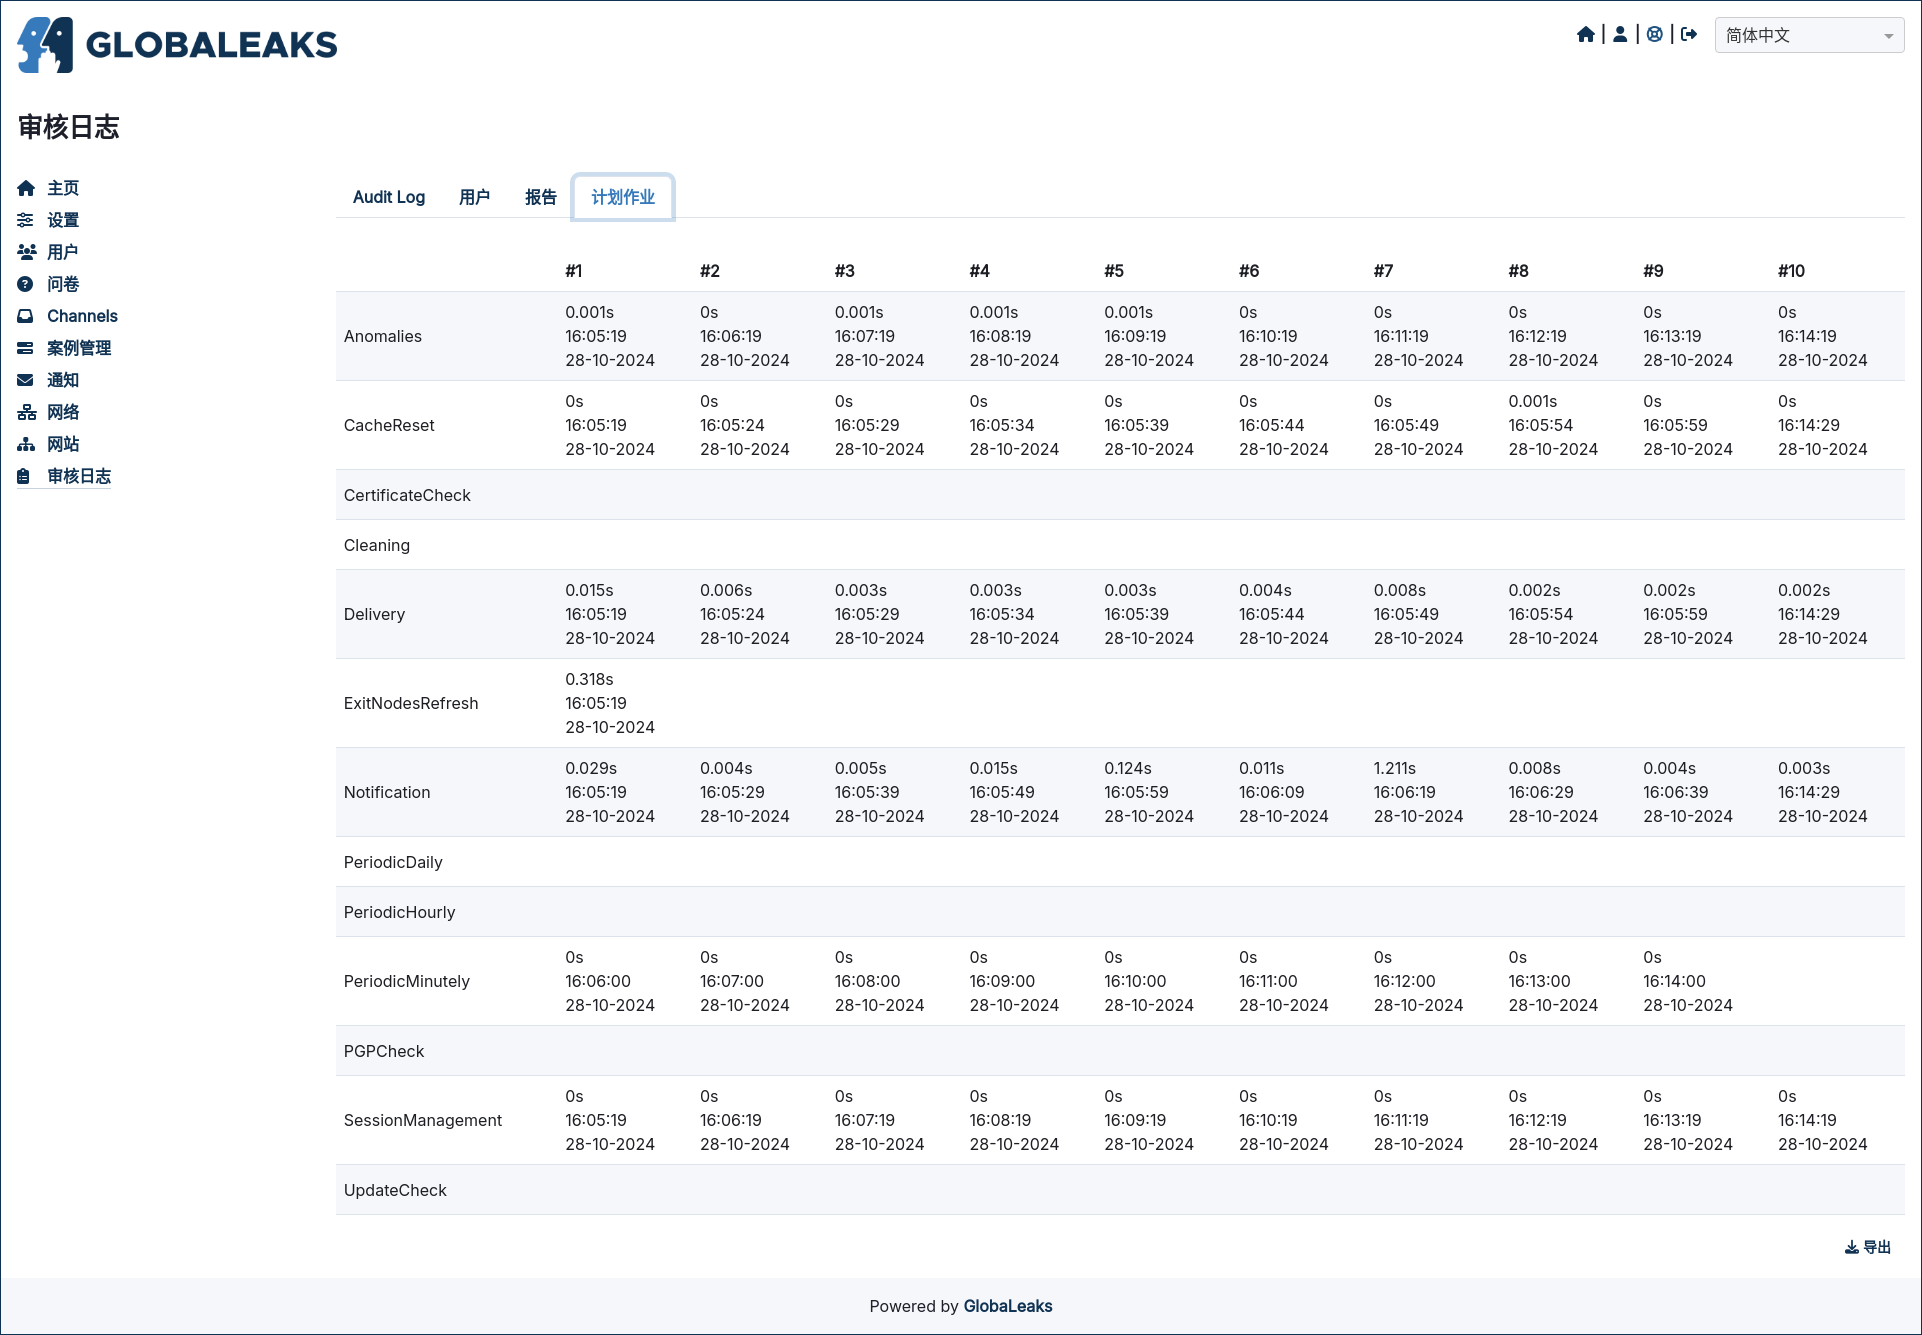 GLOBALEAKS
简体中文
审核日志
主页
设置
用户
问卷
Channels
案例管理
通知
网络
网站
审核日志
Audit Log 用户 报告 计划作业
#1 #2 #3 #4 #5 #6 #7 #8 #9 #10
Anomalies
0.001s 0s 0.001s 0.001s 0.001s 0s 0s 0s 0s 0s
16:05:19 16:06:19 16:07:19 16:08:19 16:09:19 16:10:19 16:11:19 16:12:19 16:13:19 16:14:19
28-10-2024 28-10-2024 28-10-2024 28-10-2024 28-10-2024 28-10-2024 28-10-2024 28-10-2024 28-10-2024 28-10-2024
CacheReset
0s 0s 0s 0s 0s 0s 0s 0.001s 0s 0s
16:05:19 16:05:24 16:05:29 16:05:34 16:05:39 16:05:44 16:05:49 16:05:54 16:05:59 16:14:29
28-10-2024 28-10-2024 28-10-2024 28-10-2024 28-10-2024 28-10-2024 28-10-2024 28-10-2024 28-10-2024 28-10-2024
CertificateCheck
Cleaning
Delivery
0.015s 0.006s 0.003s 0.003s 0.003s 0.004s 0.008s 0.002s 0.002s 0.002s
16:05:19 16:05:24 16:05:29 16:05:34 16:05:39 16:05:44 16:05:49 16:05:54 16:05:59 16:14:29
28-10-2024 28-10-2024 28-10-2024 28-10-2024 28-10-2024 28-10-2024 28-10-2024 28-10-2024 28-10-2024 28-10-2024
ExitNodesRefresh
0.318s
16:05:19
28-10-2024
Notification
0.029s 0.004s 0.005s 0.015s 0.124s 0.011s 1.211s 0.008s 0.004s 0.003s
16:05:19 16:05:29 16:05:39 16:05:49 16:05:59 16:06:09 16:06:19 16:06:29 16:06:39 16:14:29
28-10-2024 28-10-2024 28-10-2024 28-10-2024 28-10-2024 28-10-2024 28-10-2024 28-10-2024 28-10-2024 28-10-2024
PeriodicDaily
PeriodicHourly
PeriodicMinutely
0s 0s 0s 0s 0s 0s 0s 0s 0s
16:06:00 16:07:00 16:08:00 16:09:00 16:10:00 16:11:00 16:12:00 16:13:00 16:14:00
28-10-2024 28-10-2024 28-10-2024 28-10-2024 28-10-2024 28-10-2024 28-10-2024 28-10-2024 28-10-2024
PGPCheck
SessionManagement
0s 0s 0s 0s 0s 0s 0s 0s 0s 0s
16:05:19 16:06:19 16:07:19 16:08:19 16:09:19 16:10:19 16:11:19 16:12:19 16:13:19 16:14:19
28-10-2024 28-10-2024 28-10-2024 28-10-2024 28-10-2024 28-10-2024 28-10-2024 28-10-2024 28-10-2024 28-10-2024
UpdateCheck
导出
Powered by GlobaLeaks